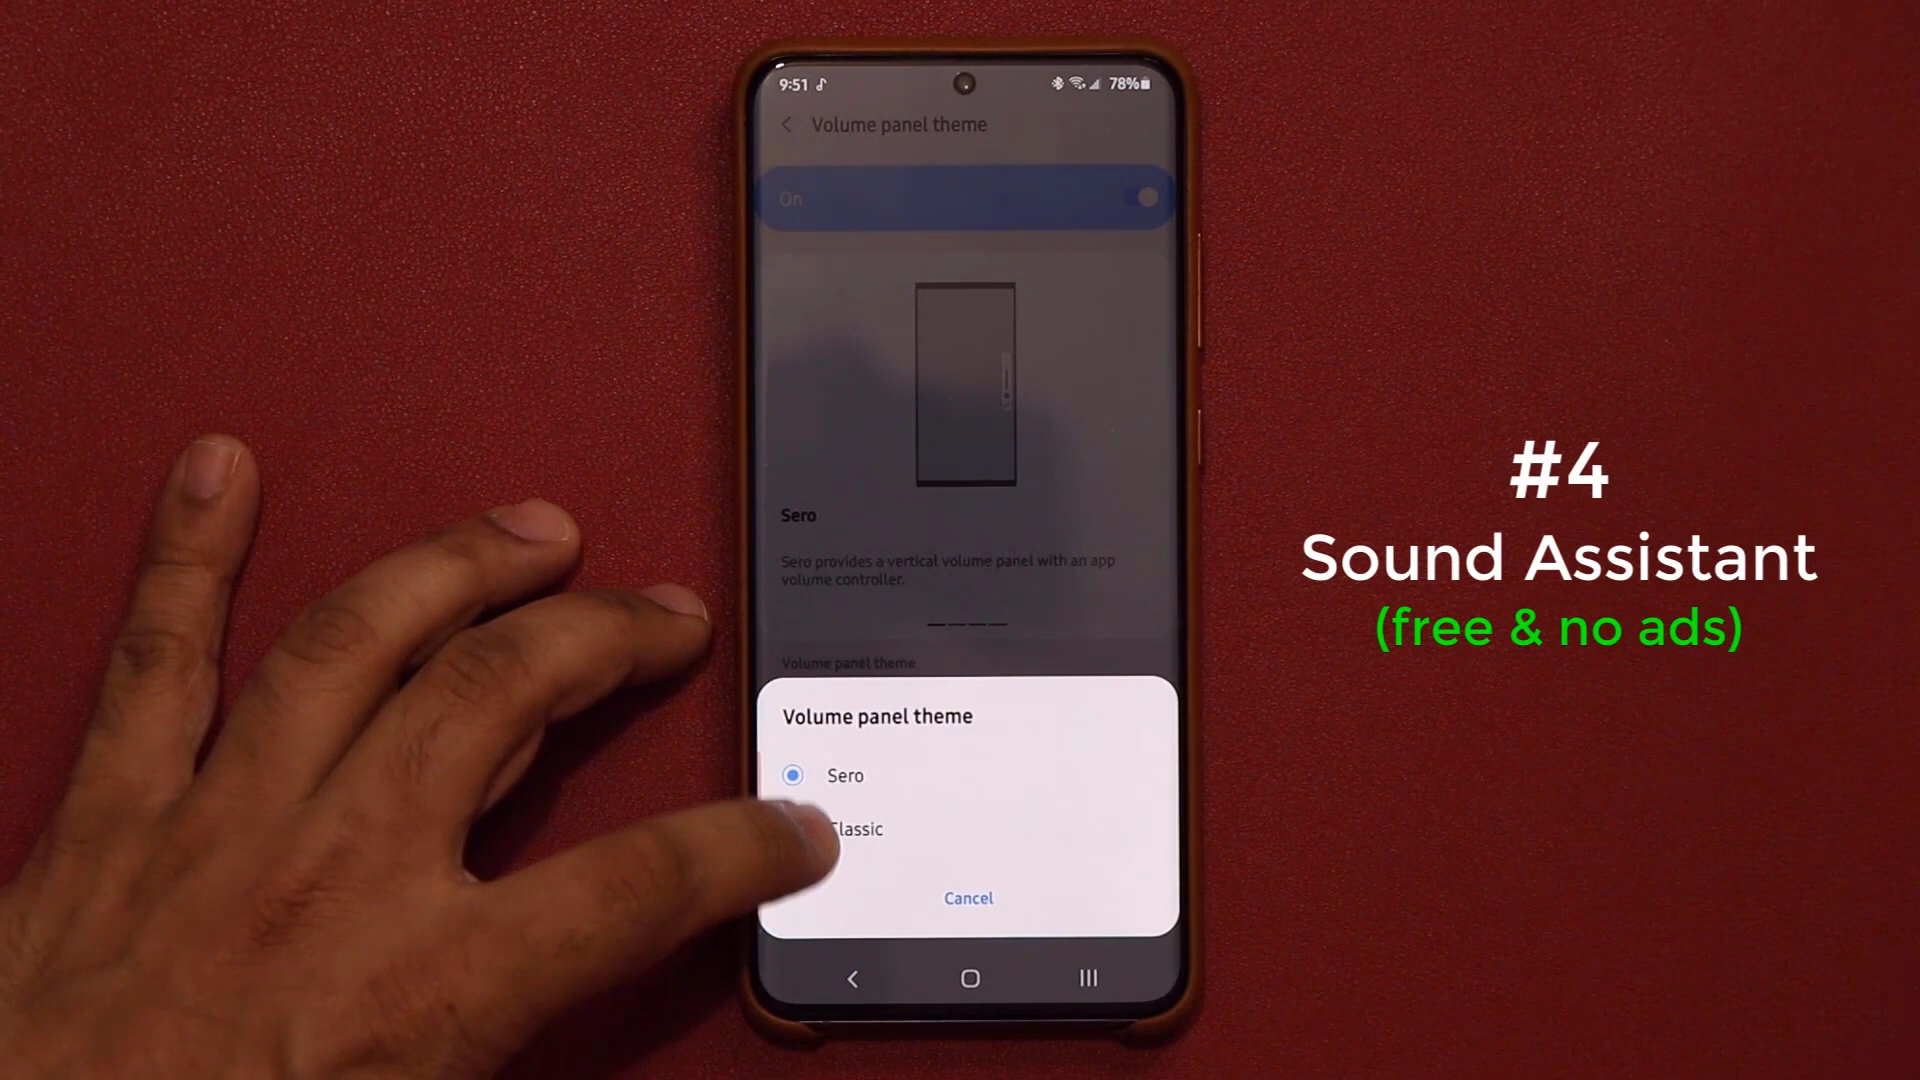 9:51
78%
Volume panel theme
On
Sero
Sero provides a vertical volume panel with an app
volume controller.
Volume panel theme
Volume panel theme
Sero
Classic
Cancel
#4
Sound Assistant
(free & no ads)